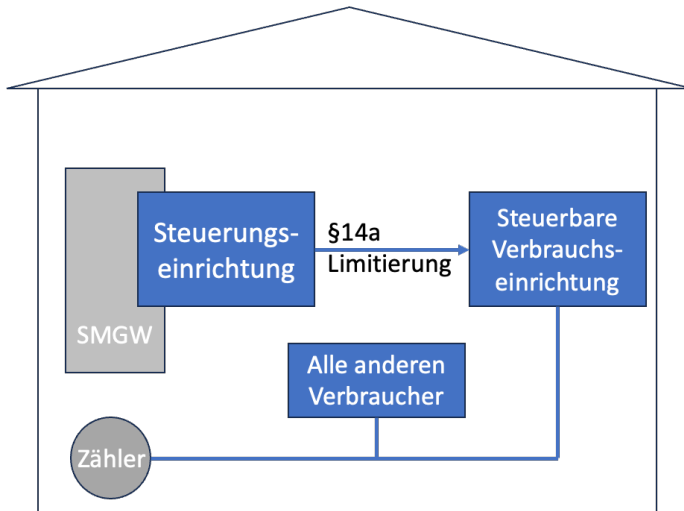 Steuerungs-
einrichtung
§14a
Limitierung
Steuerbare
Verbrauchs-
einrichtung
SMGW
Alle anderen
Verbraucher
Zähler